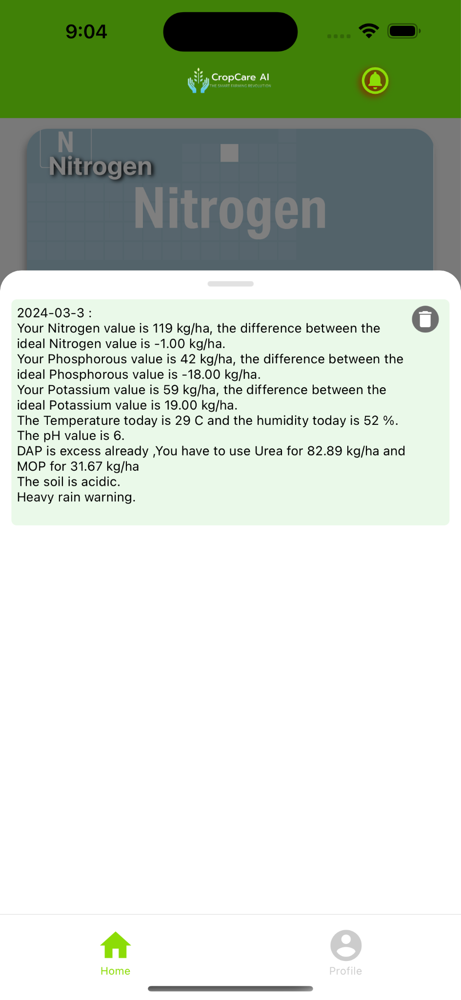 9:04
CropCare AI
THE SMART FARMING REVOLUTION
N
Nitrogen
Nitrogen
2024-03-3 :
Your Nitrogen value is 119 kg/ha, the difference between the
ideal Nitrogen value is -1.00 kg/ha.
Your Phosphorous value is 42 kg/ha, the difference between the
ideal Phosphorous value is -18.00 kg/ha.
Your Potassium value is 59 kg/ha, the difference between the
ideal Potassium value is 19.00 kg/ha.
The Temperature today is 29 C and the humidity today is 52 %.
The pH value is 6.
DAP is excess already ,You have to use Urea for 82.89 kg/ha and
MOP for 31.67 kg/ha
The soil is acidic.
Heavy rain warning.
Home
Profile